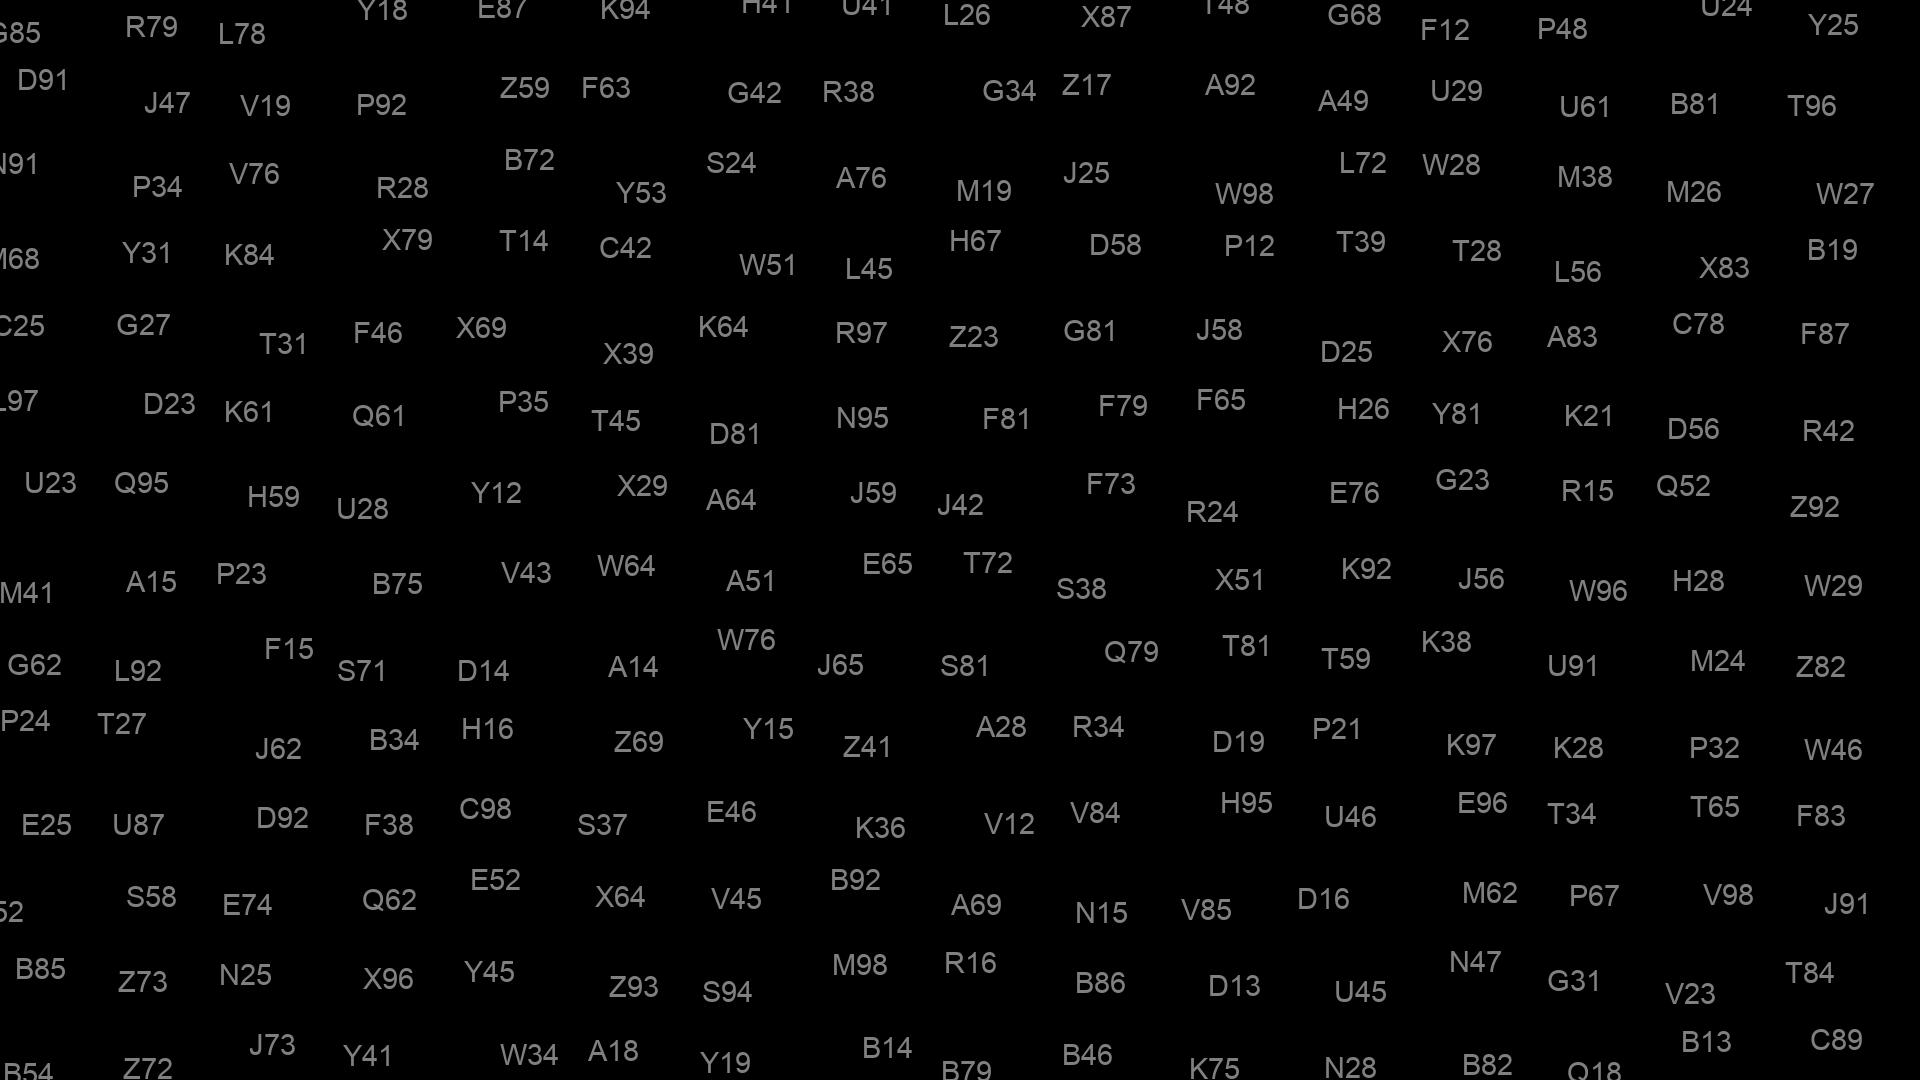 G85 R79 L78 Y18 E87 K94 H41 U41 L26 X87 T48 G68 F12 P48 U24 Y25
D91 J47 V19 P92 Z59 F63 G42 R38 G34 Z17 A92 A49 U29 U61 B81 T96
N91 P34 V76 R28 B72 Y53 S24 A76 M19 J25 W98 L72 W28 M38 M26 W27
M68 Y31 K84 X79 T14 C42 W51 L45 H67 D58 P12 T39 T28 L56 X83 B19
C25 G27 T31 F46 X69 X39 K64 R97 Z23 G81 J58 D25 X76 A83 C78 F87
L97 D23 K61 Q61 P35 T45 D81 N95 F81 F79 F65 H26 Y81 K21 D56 R42
U23 Q95 H59 U28 Y12 X29 A64 J59 J42 F73 R24 E76 G23 R15 Q52 Z92
M41 A15 P23 B75 V43 W64 A51 E65 T72 S38 X51 K92 J56 W96 H28 W29
G62 L92 F15 S71 D14 A14 W76 J65 S81 Q79 T81 T59 K38 U91 M24 Z82
P24 T27 J62 B34 H16 Z69 Y15 Z41 A28 R34 D19 P21 K97 K28 P32 W46
E25 U87 D92 F38 C98 S37 E46 K36 V12 V84 H95 U46 E96 T34 T65 F83
52 S58 E74 Q62 E52 X64 V45 B92 A69 N15 V85 D16 M62 P67 V98 J91
B85 Z73 N25 X96 Y45 Z93 S94 M98 R16 B86 D13 U45 N47 G31 V23 T84
B54 Z72 J73 Y41 W34 A18 Y19 B14 B79 B46 K75 N28 B82 Q18 B13 C89